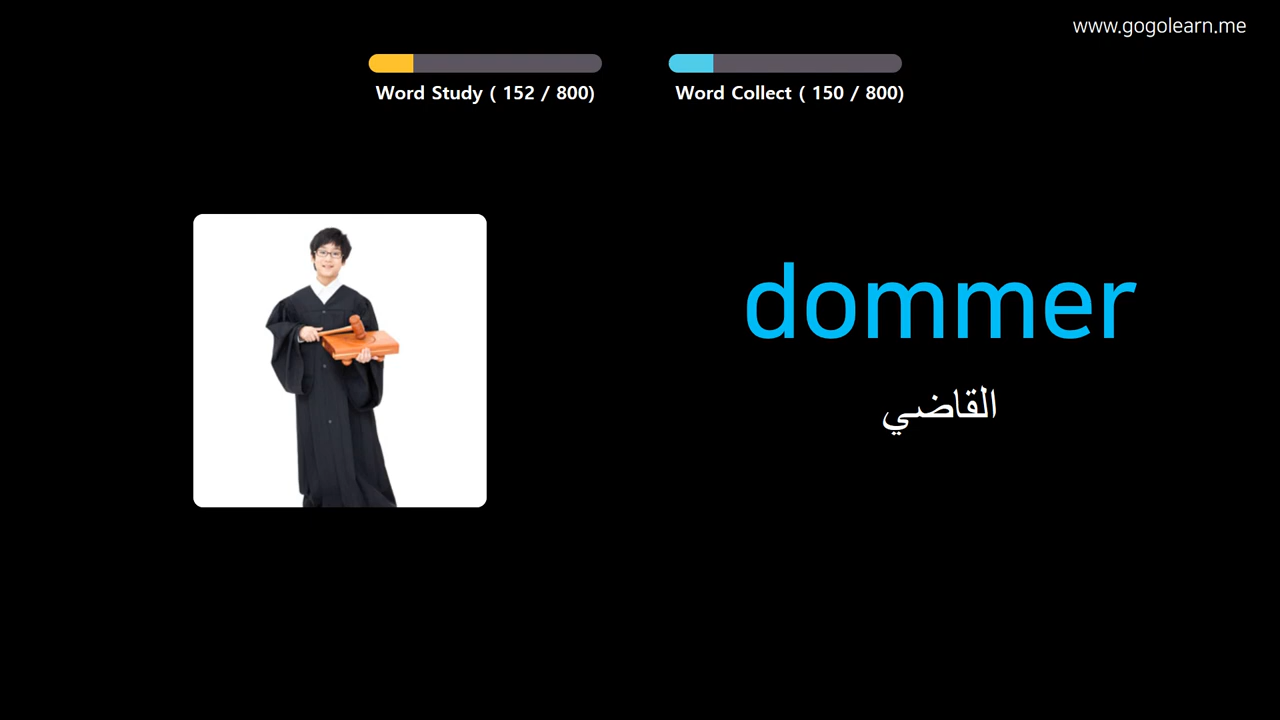 www.gogolearn.me
Word Study ( 152 / 800)
Word Collect ( 150 / 800)
dommer
القاضي